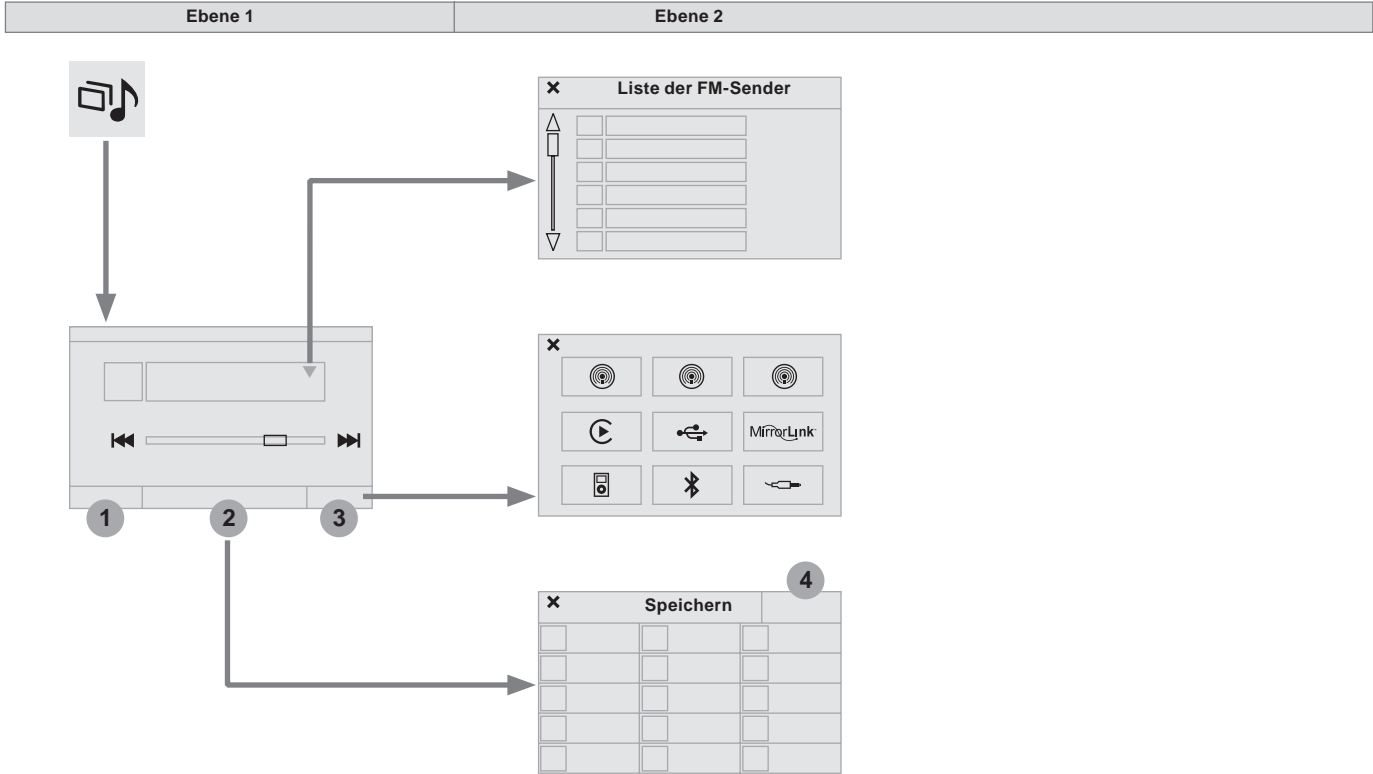 Ebene 1
Ebene 2
Liste der FM-Sender
MirrorLink
1
2
3
4
Speichern